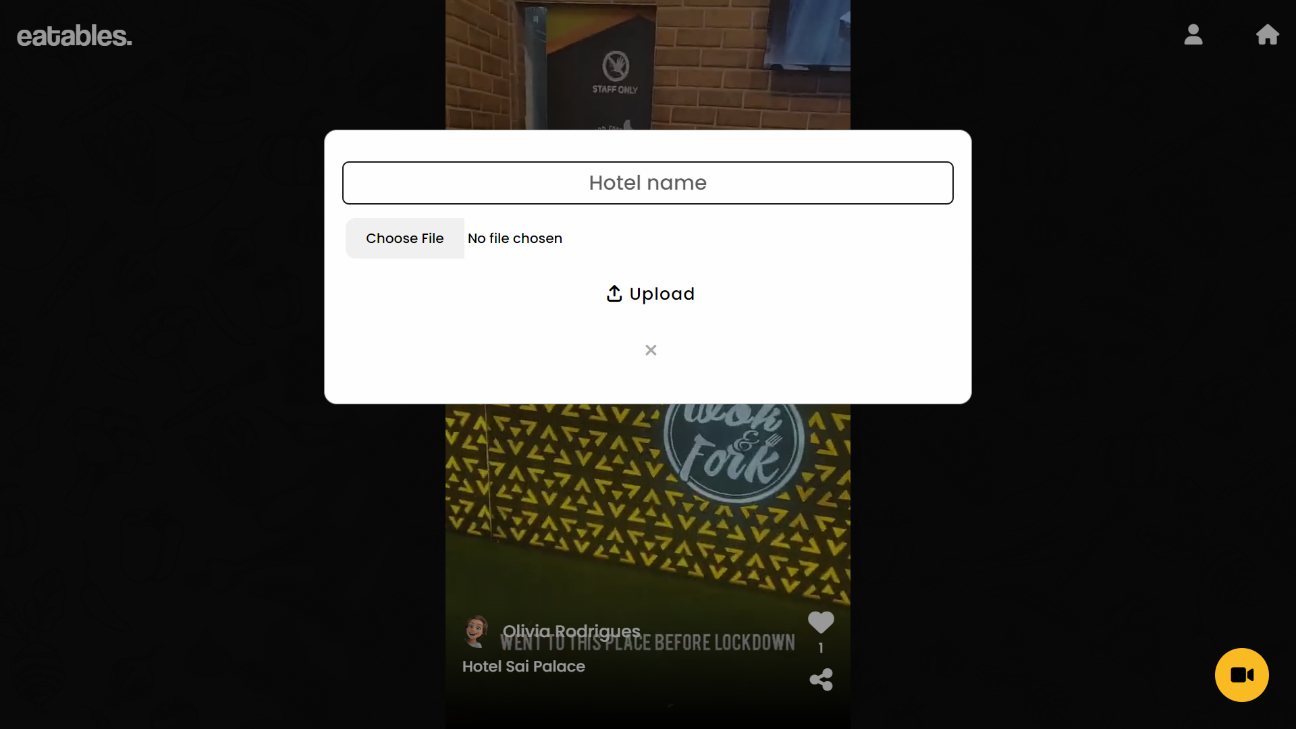 eatables.
STAFF ONLY
Hotel name
Choose File No file chosen
Upload
Wok
&
Fork
Olivia Rodrigues
WENT TO THIS PLACE BEFORE LOCKDOWN
1
Hotel Sai Palace